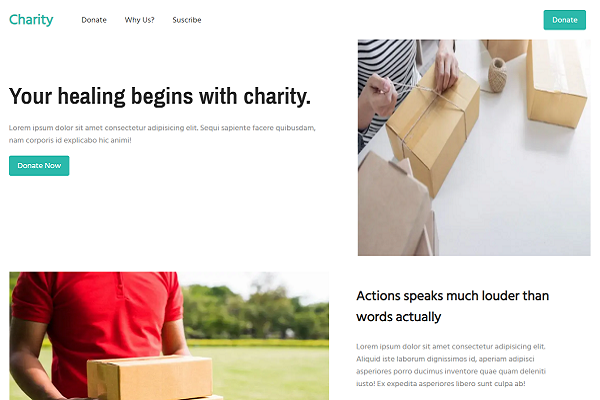 Charity
Donate
Why Us?
Suscribe
Donate
Your healing begins with charity.
Lorem ipsum dolor sit amet consectetur adipisicing elit. Sequi sapiente facere quibusdam,
nam corporis id explicabo hic animi!
Donate Now
Actions speaks much louder than
words actually
Lorem ipsum dolor sit amet consectetur adipisicing elit.
Aliquid iste laborum dignissimos id, aperiam adipisci
asperiores porro ducimus inventore quae quam deleniti
iusto! Ex expedita asperiores libero sunt culpa ab!